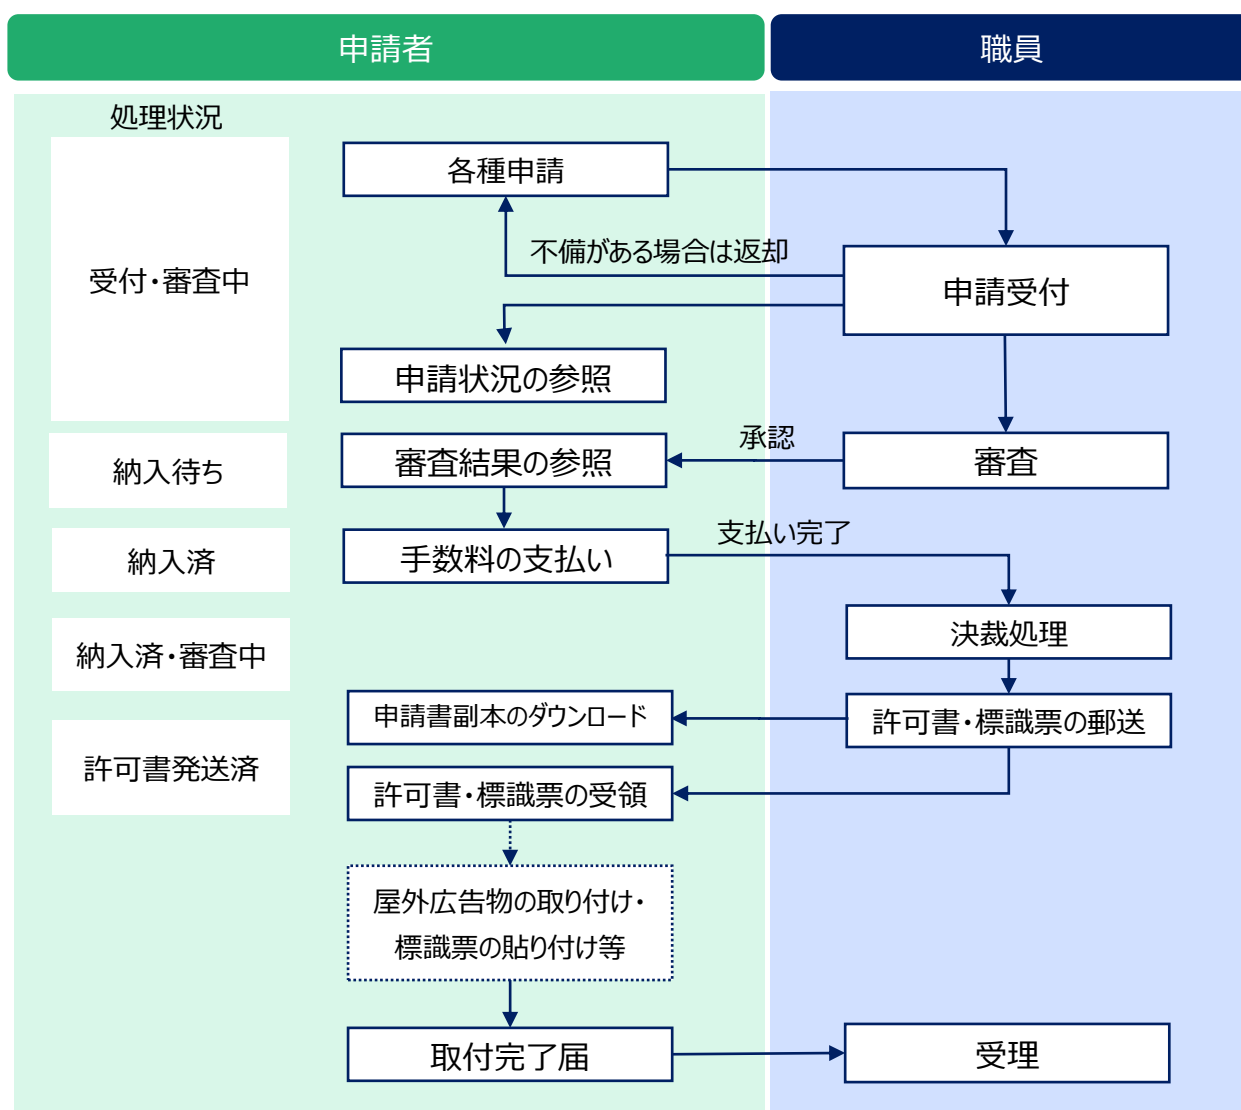 申請者
職員
処理状況
各種申請
不備がある場合は返却
受付・審査中
申請受付
申請状況の参照
承認
納入待ち
審査結果の参照
審査
支払い完了
納入済
手数料の支払い
決裁処理
納入済・審査中
申請書副本のダウンロード
許可書・標識票の郵送
許可書発送済
許可書・標識票の受領
屋外広告物の取り付け・
標識票の貼り付け等
取付完了届
受理